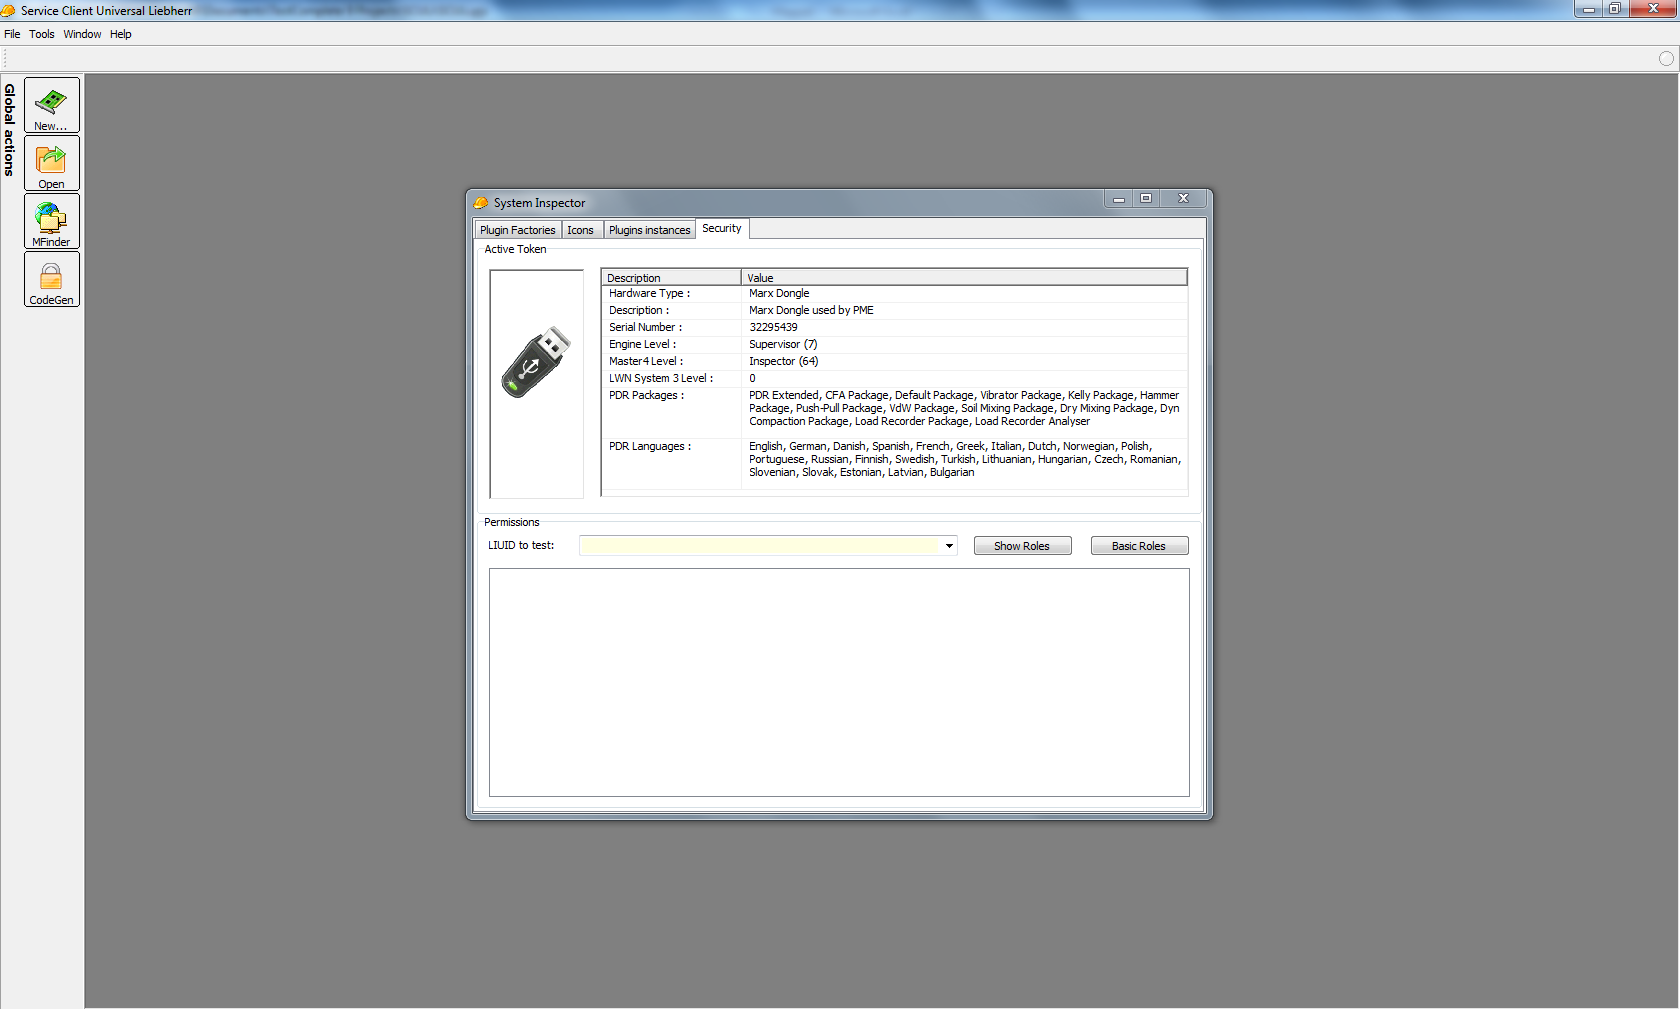 Service Client Universal Liebherr
File Tools Window Help
Global actions
New...
Open
MFinder
CodeGen
System Inspector
Plugin Factories Icons Plugins instances Security
Active Token
Description Value
Hardware Type : Marx Dongle
Description : Marx Dongle used by PME
Serial Number : 32295439
Engine Level : Supervisor (7)
Master4 Level : Inspector (64)
LWN System 3 Level : 0
PDR Packages : PDR Extended, CFA Package, Default Package, Vibrator Package, Kelly Package, Hammer
Package, Push-Pull Package, VdW Package, Soil Mixing Package, Dry Mixing Package, Dyn
Compaction Package, Load Recorder Package, Load Recorder Analyser
PDR Languages : English, German, Danish, Spanish, French, Greek, Italian, Dutch, Norwegian, Polish,
Portuguese, Russian, Finnish, Swedish, Turkish, Lithuanian, Hungarian, Czech, Romanian,
Slovenian, Slovak, Estonian, Latvian, Bulgarian
Permissions
LIUID to test: Show Roles Basic Roles